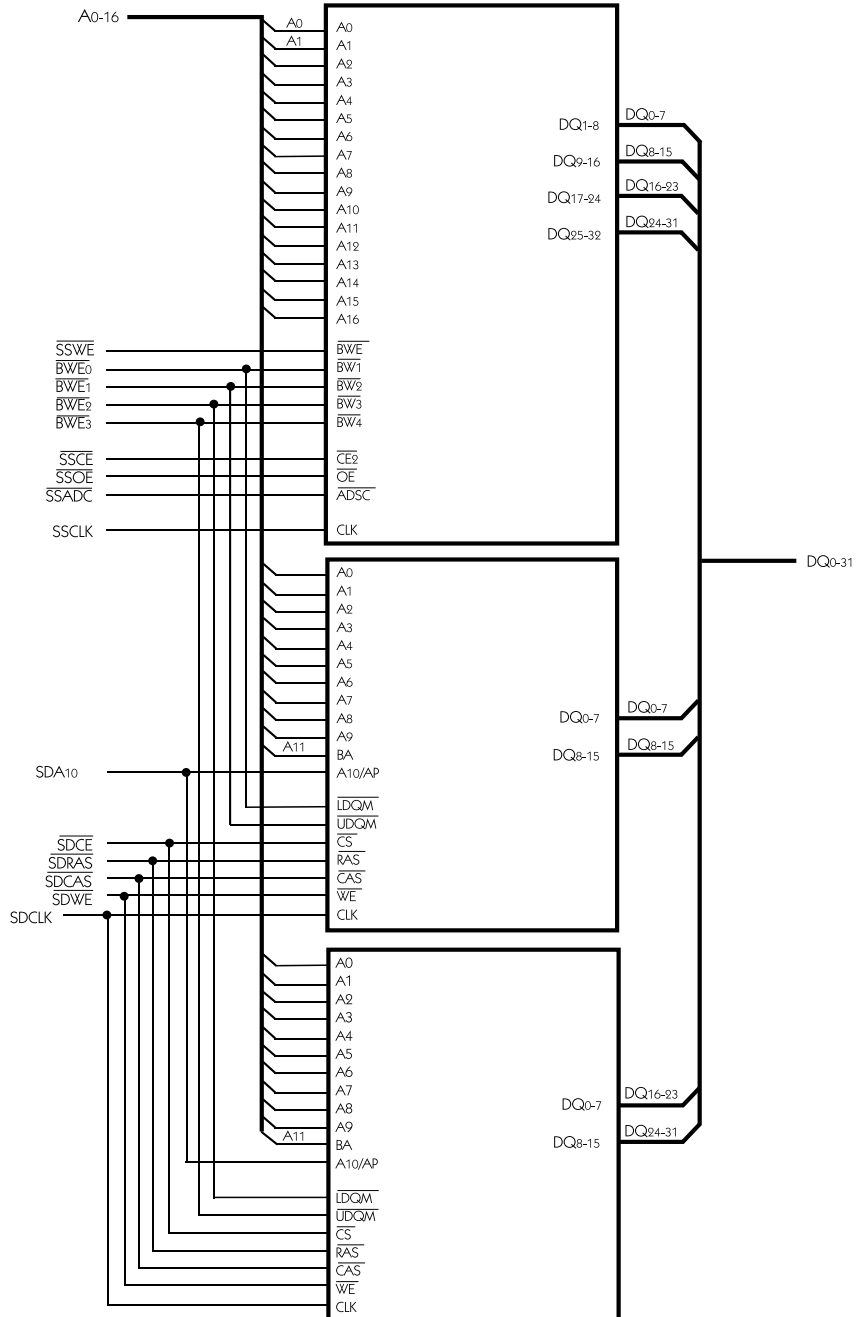 A0-16
A0
A1
A0
A1
A2
A3
A4
A5
A6
A7
A8
A9
A10
A11
A12
A13
A14
A15
A16
DQ1-8
DQ9-16
DQ17-24
DQ25-32
DQ0-7
DQ8-15
DQ16-23
DQ24-31
SSWE
BWE0
BWE1
BWE2
BWE3
SSCE
SSOE
SSADC
SSCLK
BWE
BW1
BW2
BW3
BW4
CE2
OE
ADSC
CLK
DQ0-31
A0
A1
A2
A3
A4
A5
A6
A7
A8
A9
A11
BA
A10/AP
DQ0-7
DQ8-15
DQ0-7
DQ8-15
SDA10
SDCE
SDRAS
SDCAS
SDWE
SDCLK
LDQM
UDQM
CS
RAS
CAS
WE
CLK
A0
A1
A2
A3
A4
A5
A6
A7
A8
A9
A11
BA
A10/AP
DQ0-7
DQ8-15
DQ16-23
DQ24-31
LDQM
UDQM
CS
RAS
CAS
WE
CLK